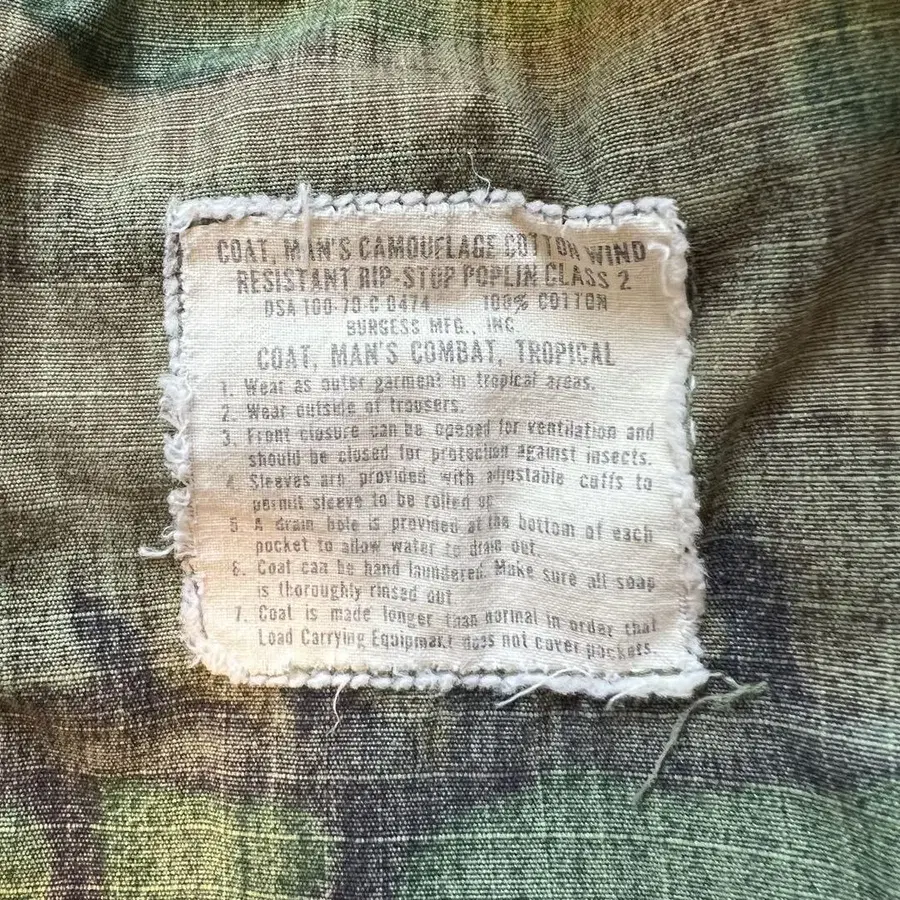 COAT, MAN'S CAMOUFLAGE COTTON WIND
RESISTANT RIP-STOP POPLIN CLASS 2
DSA 100-70-C 0474 100% COTTON
BURGESS MFG., INC.
COAT, MAN'S COMBAT, TROPICAL
1. Wear as outer garment in tropical areas.
2. Wear outside of trousers.
3. Front closure can be opened for ventilation and
should be closed for protection against insects.
4. Sleeves are provided with adjustable cuffs to
permit sleeve to be rolled up.
5. A drain hole is provided at the bottom of each
pocket to allow water to drain out.
6. Coat can be hand laundered. Make sure all soap
is thoroughly rinsed out.
7. Coat is made longer than normal in order that
Load Carrying Equipment does not cover pockets.